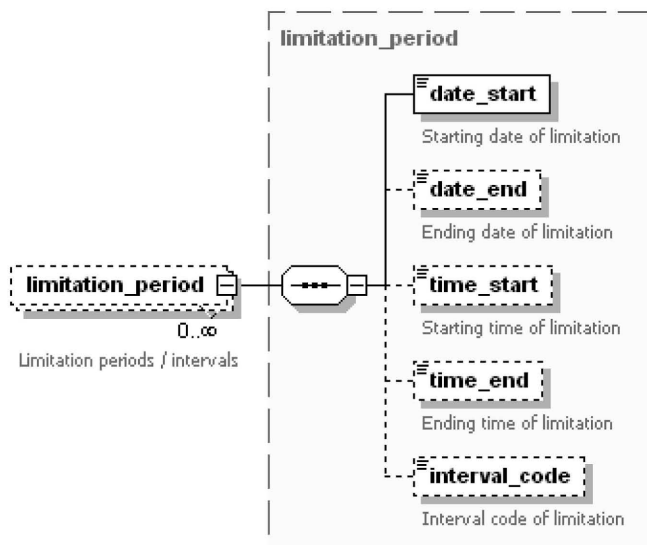 limitation_period
date_start
Starting date of limitation
date_end
Ending date of limitation
limitation_period
0..∞
Limitation periods / intervals
time_start
Starting time of limitation
time_end
Ending time of limitation
interval_code
Interval code of limitation